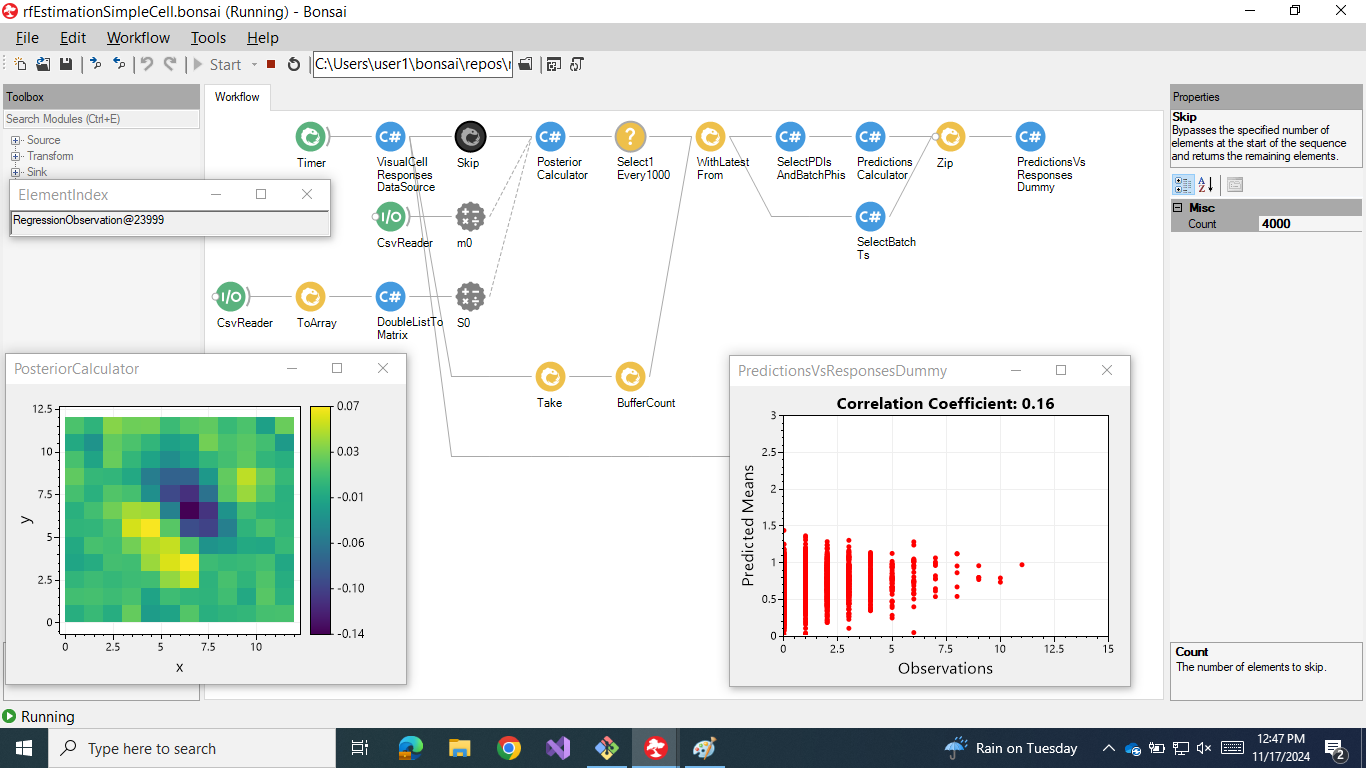 rfEstimationSimpleCell.bonsai (Running) - Bonsai
File Edit Workflow Tools Help
Start C:\Users\user1\bonsai\repos\
Toolbox
Search Modules (Ctrl+E)
Source
Transform
Sink
ElementIndex
RegressionObservation@23999
Workflow
Timer
C#
VisualCell
Responses
DataSource
Skip
C#
Posterior
Calculator
?
Select1
Every1000
WithLatest
From
C#
SelectPDIs
AndBatchPhis
C#
Predictions
Calculator
Zip
C#
PredictionsVs
Responses
Dummy
I/O
CsvReader
m0
C#
SelectBatch
Ts
I/O
CsvReader
ToArray
C#
DoubleListTo
Matrix
S0
Take
BufferCount
PosteriorCalculator
12.5
10
7.5
5
2.5
0
y
0 2.5 5 7.5 10
x
0.07
0.03
-0.01
-0.06
-0.10
-0.14
PredictionsVsResponsesDummy
Correlation Coefficient: 0.16
3
2.5
2
1.5
1
0.5
0
Predicted Means
0 2.5 5 7.5 10 12.5 15
Observations
Properties
Skip
Bypasses the specified number of
elements at the start of the sequence
and returns the remaining elements.
Misc
Count 4000
Count
The number of elements to skip.
Running
Type here to search
Rain on Tuesday
12:47 PM
11/17/2024
2